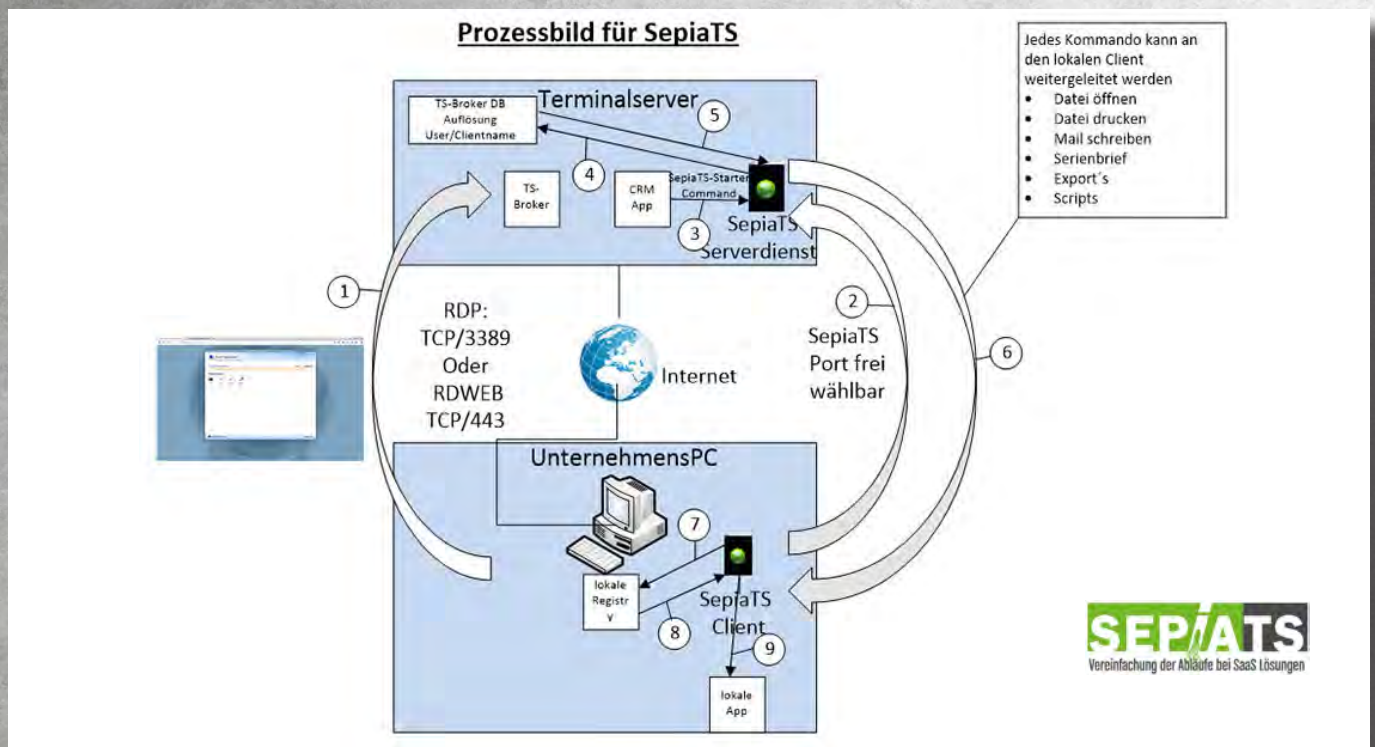 Prozessbild für SepiaTS
Jedes Kommando kann an
den lokalen Client
weitergeleitet werden
• Datei öffnen
• Datei drucken
• Mail schreiben
• Serienbrief
• Export´s
• Scripts
Terminalserver
TS-Broker DB
Auflösung
User/Clientname
5
4
TS-
Broker
CRM
App
SepiaTS-Starter
Command
3
SepiaTS
Serverdienst
1
RDP:
TCP/3389
Oder
RDWEB
TCP/443
Internet
2
SepiaTS
Port frei
wählbar
6
UnternehmensPC
7
lokale
Registr
y
8
SepiaTS
Client
9
lokale
App
SEPiATS
Vereinfachung der Abläufe bei SaaS Lösungen